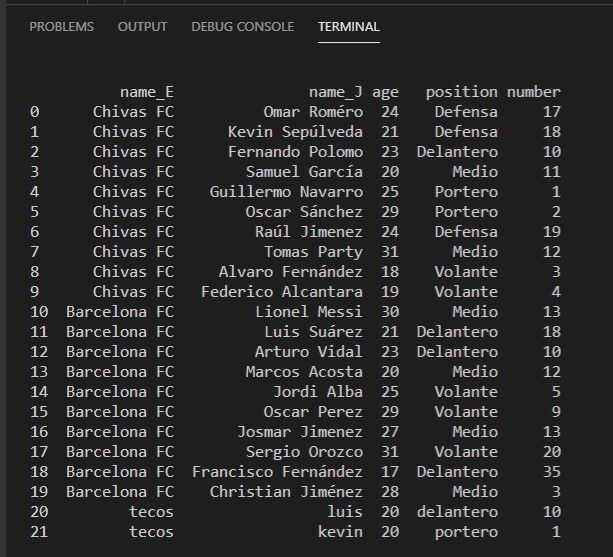 PROBLEMS OUTPUT DEBUG CONSOLE TERMINAL
name_E name_J age position number
0 Chivas FC Omar Roméro 24 Defensa 17
1 Chivas FC Kevin Sepúlveda 21 Defensa 18
2 Chivas FC Fernando Polomo 23 Delantero 10
3 Chivas FC Samuel García 20 Medio 11
4 Chivas FC Guillermo Navarro 25 Portero 1
5 Chivas FC Oscar Sánchez 29 Portero 2
6 Chivas FC Raúl Jimenez 24 Defensa 19
7 Chivas FC Tomas Party 31 Medio 12
8 Chivas FC Alvaro Fernández 18 Volante 3
9 Chivas FC Federico Alcantara 19 Volante 4
10 Barcelona FC Lionel Messi 30 Medio 13
11 Barcelona FC Luis Suárez 21 Delantero 18
12 Barcelona FC Arturo Vidal 23 Delantero 10
13 Barcelona FC Marcos Acosta 20 Medio 12
14 Barcelona FC Jordi Alba 25 Volante 5
15 Barcelona FC Oscar Perez 29 Volante 9
16 Barcelona FC Josmar Jimenez 27 Medio 13
17 Barcelona FC Sergio Orozco 31 Volante 20
18 Barcelona FC Francisco Fernández 17 Delantero 35
19 Barcelona FC Christian Jiménez 28 Medio 3
20 tecos luis 20 delantero 10
21 tecos kevin 20 portero 1